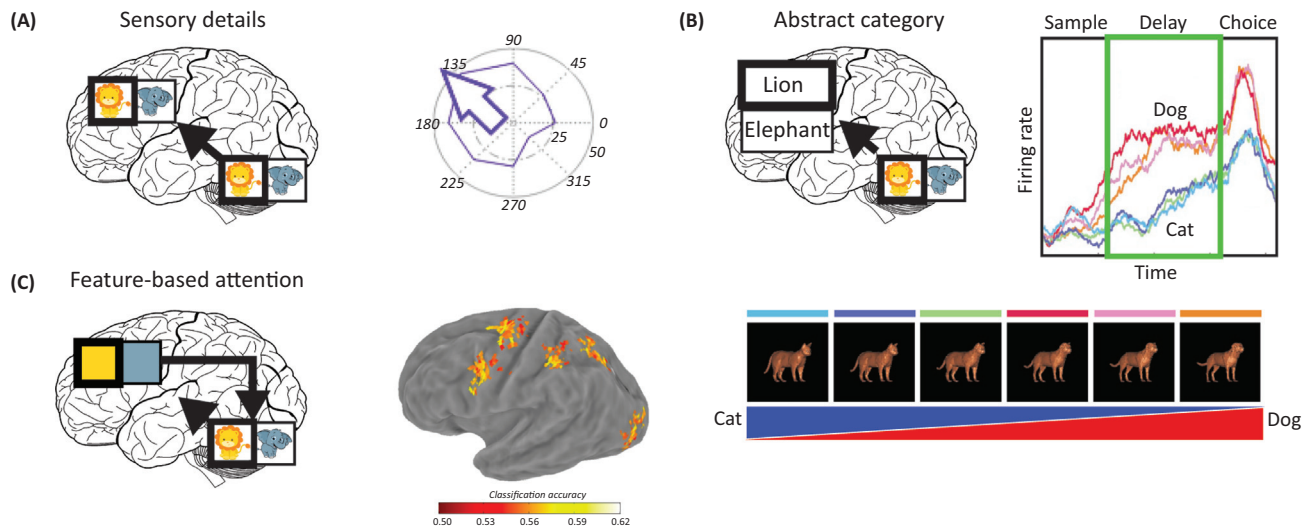 (A) Sensory details
90
135
45
180
0
25
50
225
315
270
(B) Abstract category
Lion
Elephant
Sample Delay Choice
Firing rate
Dog
Cat
Time
(C) Feature-based attention
Classification accuracy
0.50 0.53 0.56 0.59 0.62
Cat
Dog